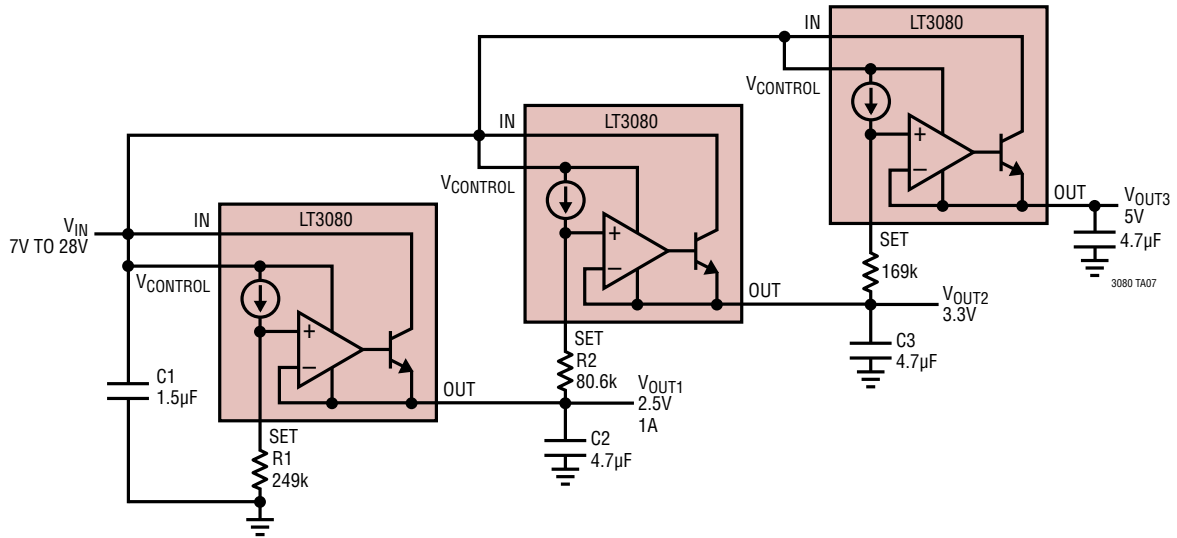 IN
LT3080
VCONTROL
+
−
OUT
VOUT3
5V
4.7µF
SET
169k
3080 TA07
IN
LT3080
VCONTROL
+
−
OUT
VOUT2
3.3V
C3
4.7µF
SET
R2
80.6k
VIN
7V TO 28V
IN
LT3080
VCONTROL
+
−
OUT
VOUT1
2.5V
1A
C2
4.7µF
C1
1.5µF
SET
R1
249k